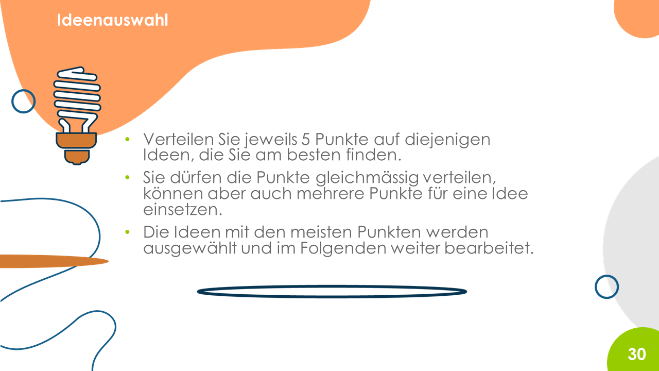 Ideenauswahl
• Verteilen Sie jeweils 5 Punkte auf diejenigen
Ideen, die Sie am besten finden.
• Sie dürfen die Punkte gleichmässig verteilen,
können aber auch mehrere Punkte für eine Idee
einsetzen.
• Die Ideen mit den meisten Punkten werden
ausgewählt und im Folgenden weiter bearbeitet.
30